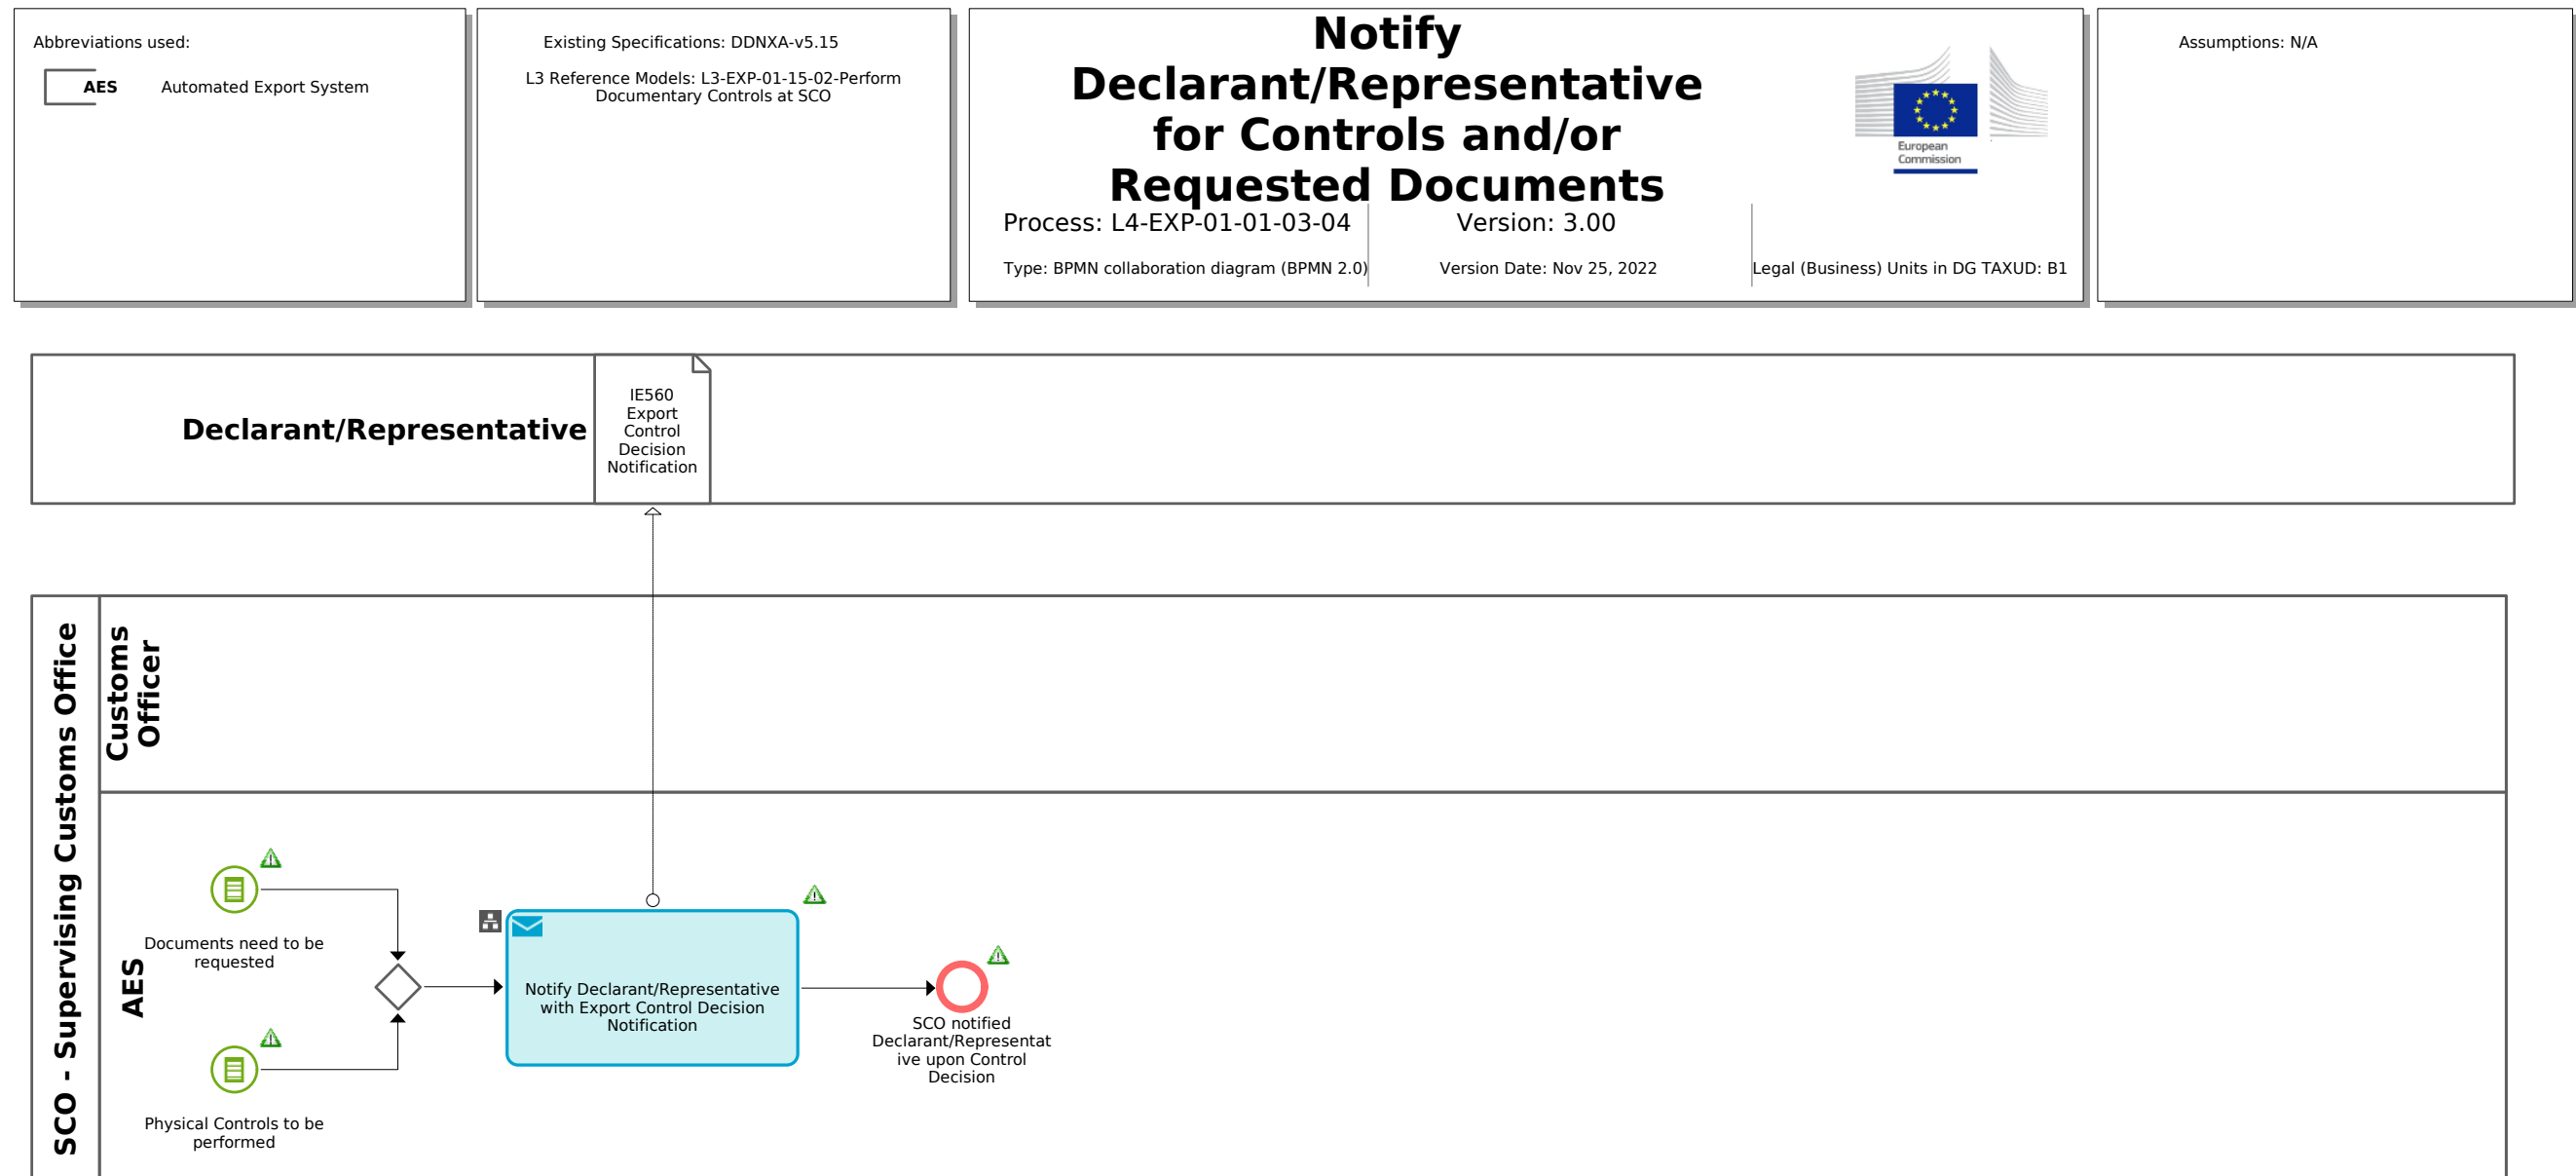 Abbreviations used:
AES
Automated Export System
Existing Specifications: DDNXA-v5.15
L3 Reference Models: L3-EXP-01-15-02-Perform
Documentary Controls at SCO
Notify
Declarant/Representative
for Controls and/or
Requested Documents
Process: L4-EXP-01-01-03-04
Version: 3.00
Type: BPMN collaboration diagram (BPMN 2.0)
Version Date: Nov 25, 2022
Legal (Business) Units in DG TAXUD: B1
European
Commission
Assumptions: N/A
Declarant/Representative
IE560
Export
Control
Decision
Notification
SCO - Supervising Customs Office
Customs
Officer
AES
Documents need to be
requested
Physical Controls to be
performed
Notify Declarant/Representative
with Export Control Decision
Notification
SCO notified
Declarant/Representat
ive upon Control
Decision